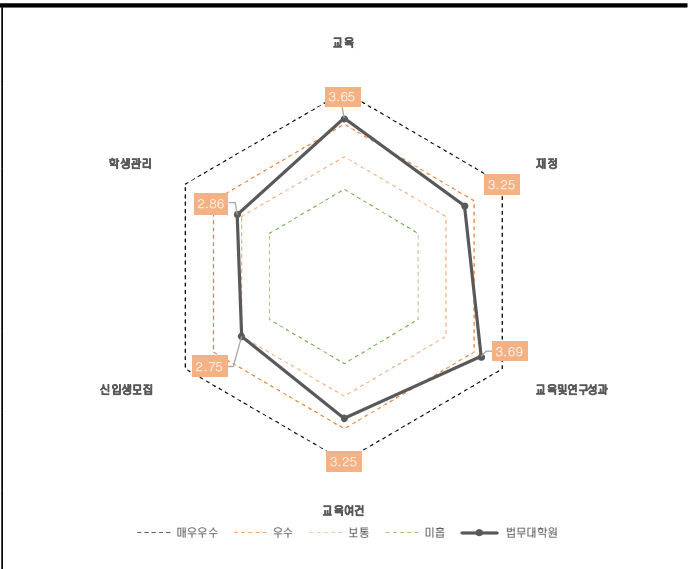 교육
3.65
학생관리
재정
3.25
2.86
3.69
2.75
신입생모집
교육및연구성과
3.25
교육여건
매우우수 우수 보통 미흡 법무대학원